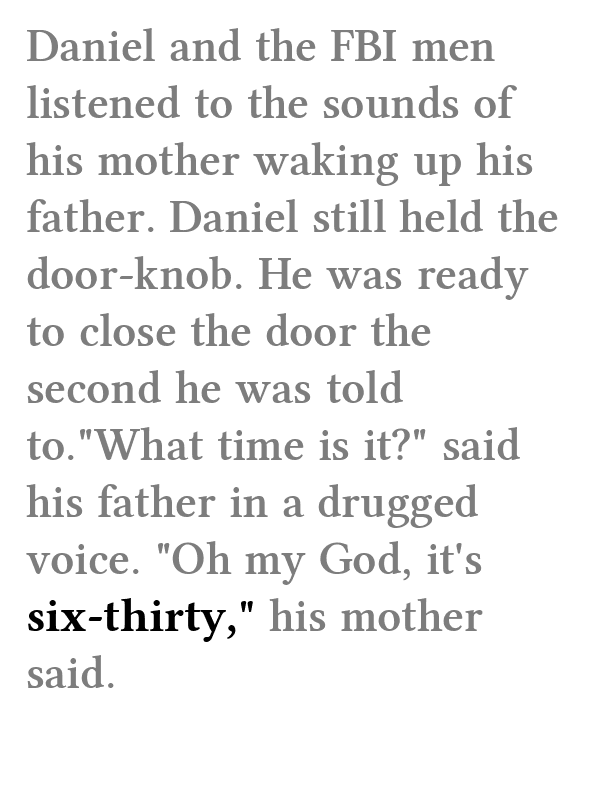 Daniel and the FBI men
listened to the sounds of
his mother waking up his
father. Daniel still held the
door-knob. He was ready
to close the door the
second he was told
to."What time is it?" said
his father in a drugged
voice. "Oh my God, it's
six-thirty," his mother
said.